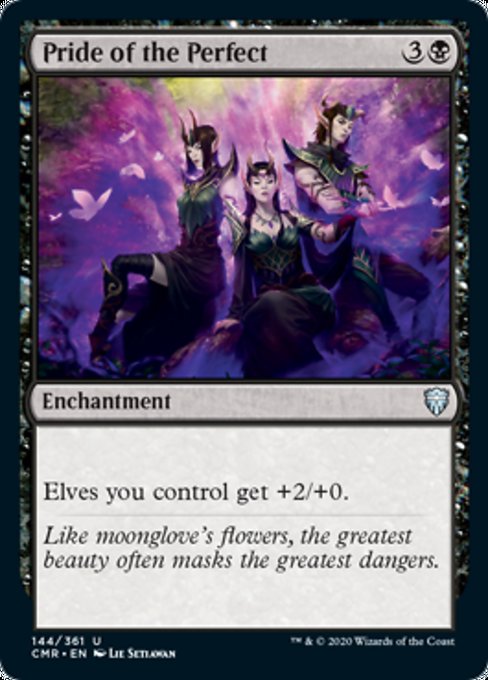 Pride of the Perfect 3
Enchantment
Elves you control get +2/+0.
Like moonglove's flowers, the greatest
beauty often masks the greatest dangers.
144/361 U
CMR • EN Lie Setiawan
™ & © 2020 Wizards of the Coast